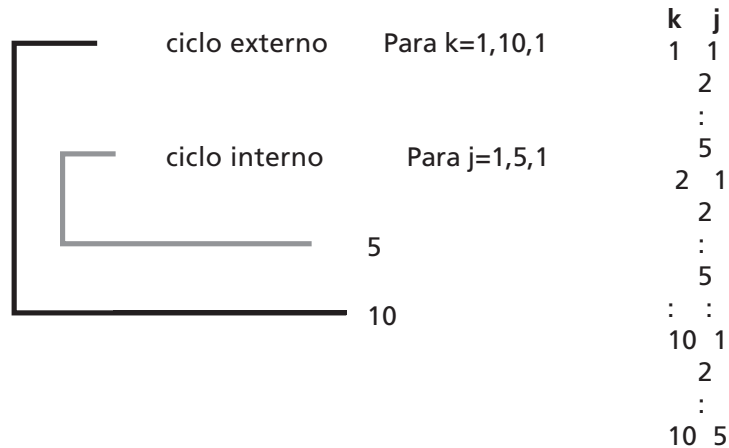 k j
ciclo externo Para k=1,10,1 1 1
2
:
ciclo interno Para j=1,5,1 5
2 1
2
5 :
5
10 : :
10 1
2
:
10 5